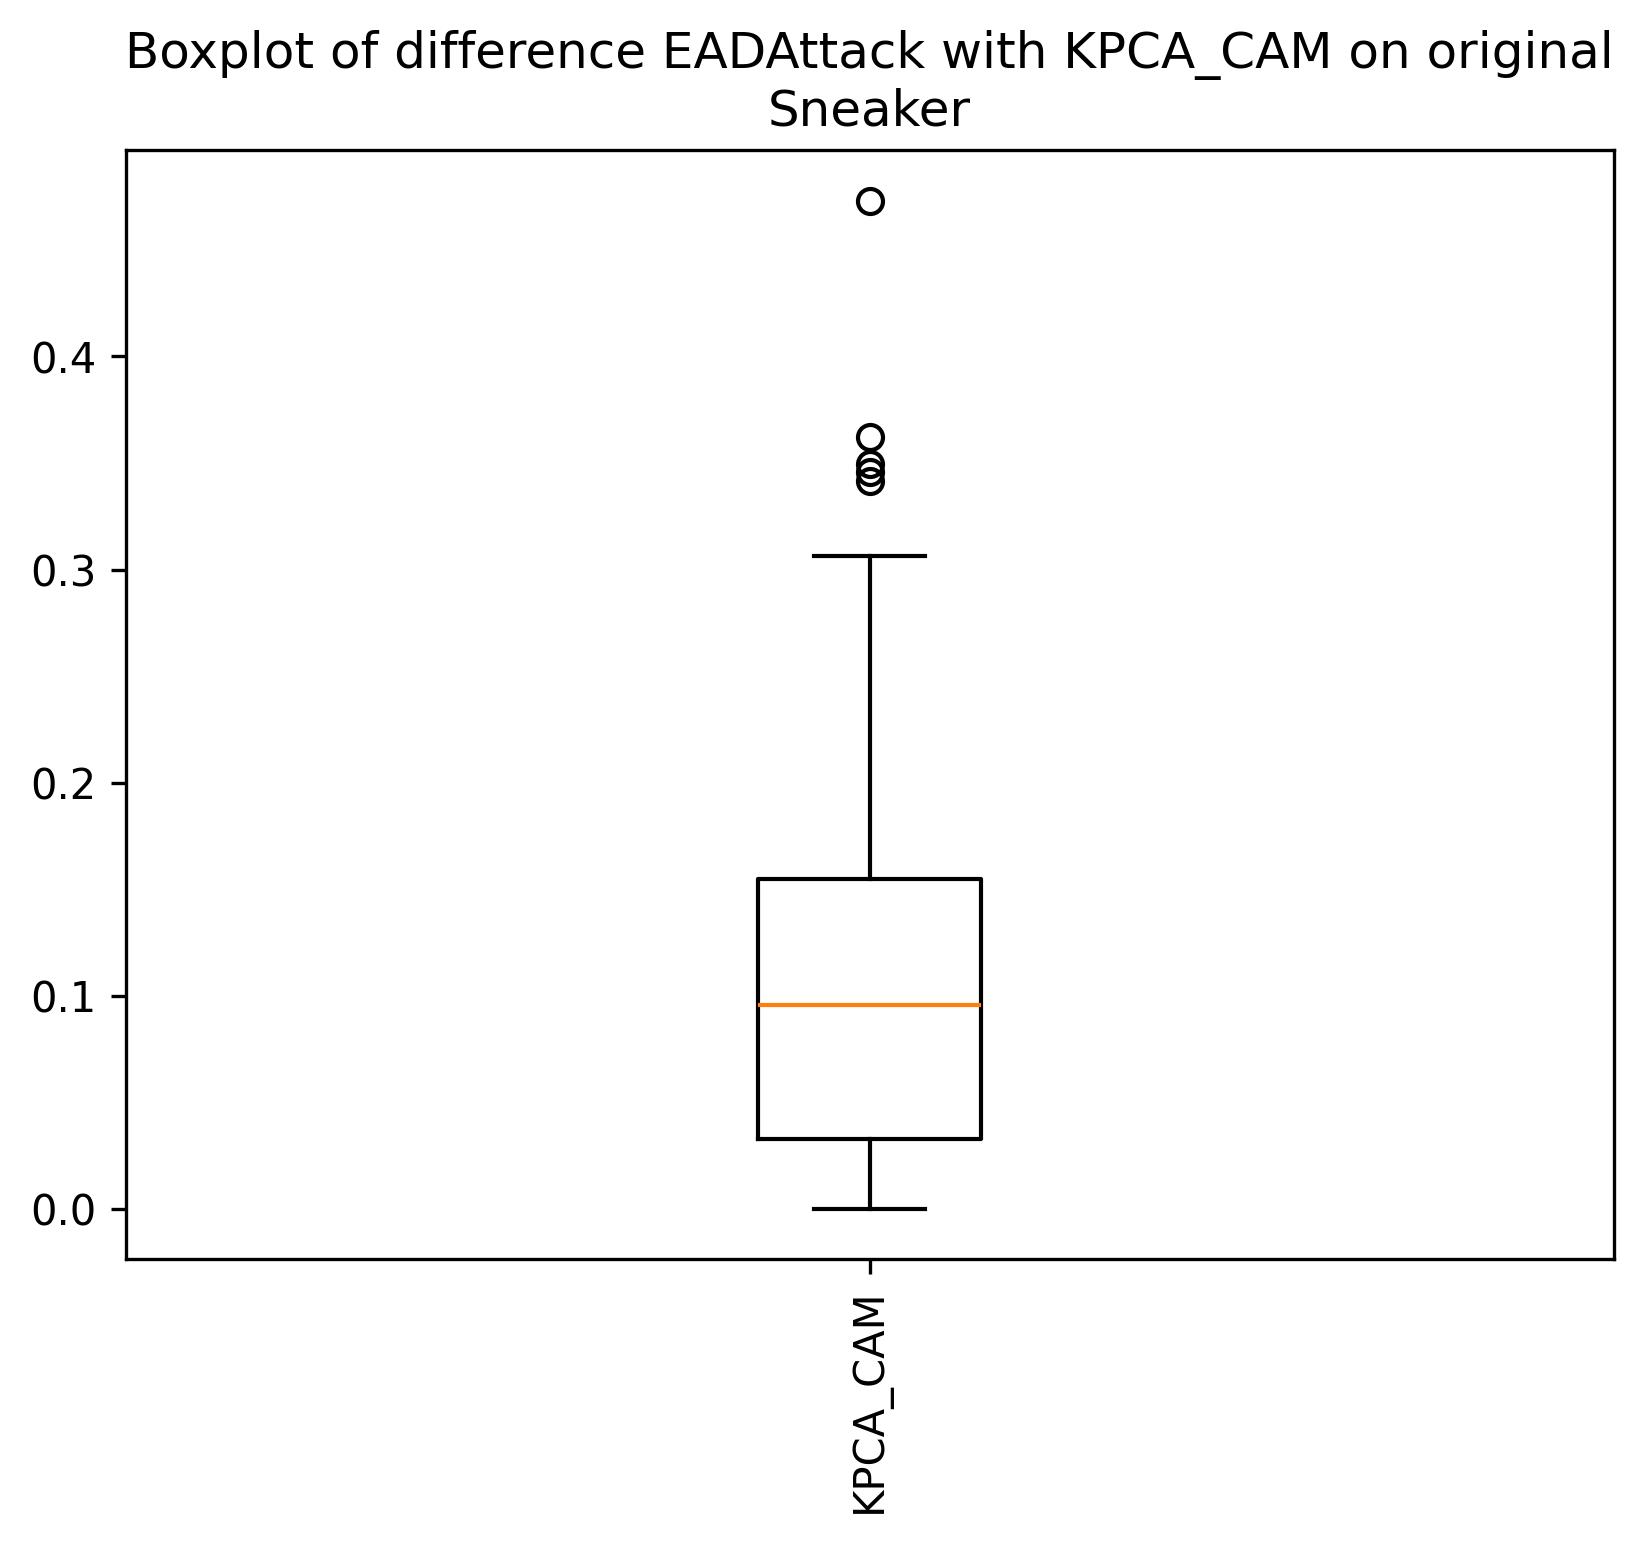 Boxplot of difference EADAttack with KPCA_CAM on original
Sneaker
0.4
0.3
0.2
0.1
0.0
KPCA_CAM